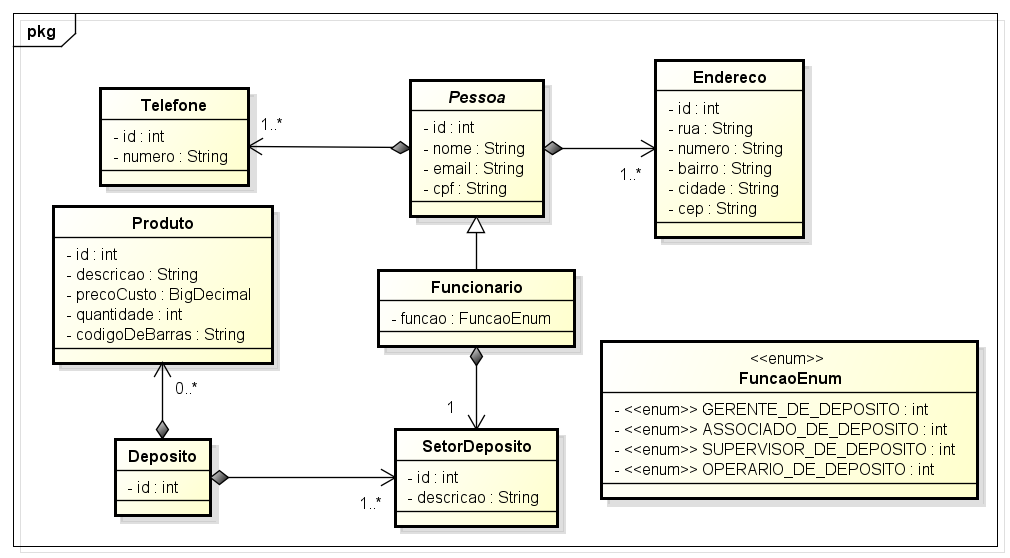 pkg
Telefone
- id : int
- numero : String
1..*
Pessoa
- id : int
- nome : String
- email : String
- cpf : String
1..*
Endereco
- id : int
- rua : String
- numero : String
- bairro : String
- cidade : String
- cep : String
Produto
- id : int
- descricao : String
- precoCusto : BigDecimal
- quantidade : int
- codigoDeBarras : String
0..*
Funcionario
- funcao : FuncaoEnum
1
<<enum>>
FuncaoEnum
- <<enum>> GERENTE_DE_DEPOSITO : int
- <<enum>> ASSOCIADO_DE_DEPOSITO : int
- <<enum>> SUPERVISOR_DE_DEPOSITO : int
- <<enum>> OPERARIO_DE_DEPOSITO : int
Deposito
- id : int
1..*
SetorDeposito
- id : int
- descricao : String